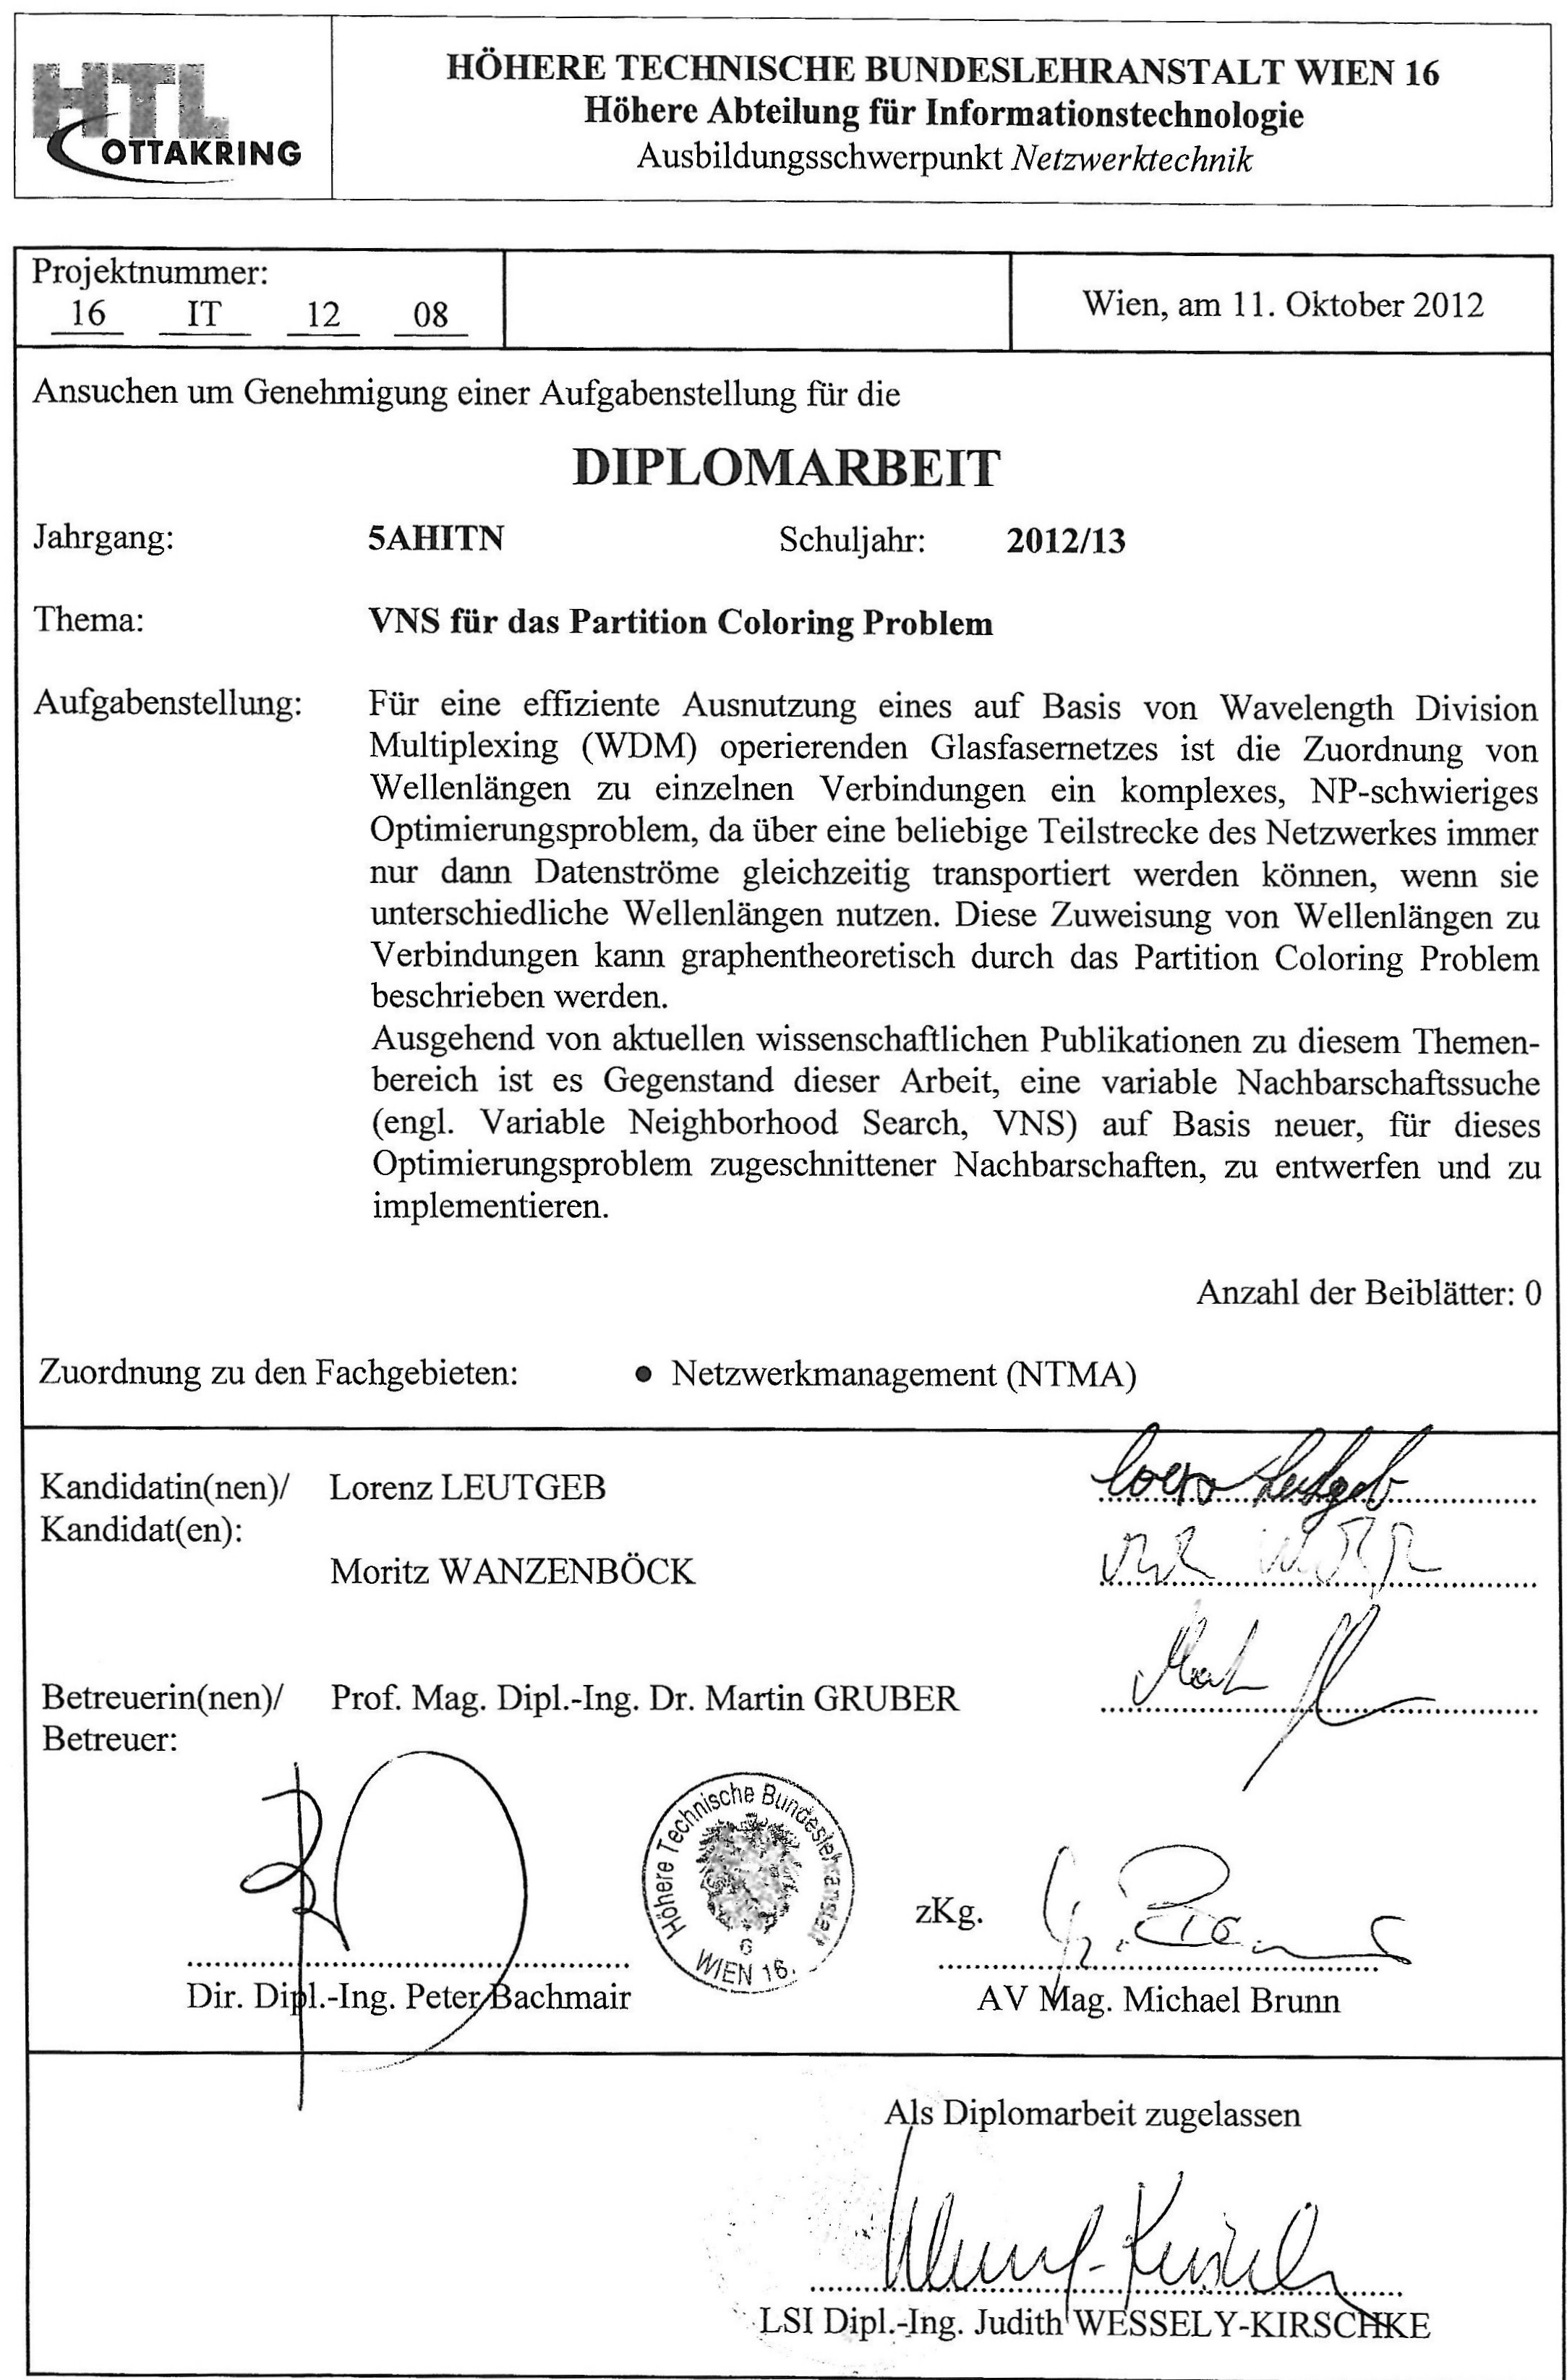 HTL
OTTAKRING
HÖHERE TECHNISCHE BUNDESLEHRANSTALT WIEN 16
Höhere Abteilung für Informationstechnologie
Ausbildungsschwerpunkt Netzwerktechnik
Projektnummer:
16 IT 12 08
Wien, am 11. Oktober 2012
Ansuchen um Genehmigung einer Aufgabenstellung für die
DIPLOMARBEIT
Jahrgang: 5AHITN Schuljahr: 2012/13
Thema: VNS für das Partition Coloring Problem
Aufgabenstellung: Für eine effiziente Ausnutzung eines auf Basis von Wavelength Division
Multiplexing (WDM) operierenden Glasfasernetzes ist die Zuordnung von
Wellenlängen zu einzelnen Verbindungen ein komplexes, NP-schwieriges
Optimierungsproblem, da über eine beliebige Teilstrecke des Netzwerkes immer
nur dann Datenströme gleichzeitig transportiert werden können, wenn sie
unterschiedliche Wellenlängen nutzen. Diese Zuweisung von Wellenlängen zu
Verbindungen kann graphentheoretisch durch das Partition Coloring Problem
beschrieben werden.
Ausgehend von aktuellen wissenschaftlichen Publikationen zu diesem Themen-
bereich ist es Gegenstand dieser Arbeit, eine variable Nachbarschaftssuche
(engl. Variable Neighborhood Search, VNS) auf Basis neuer, für dieses
Optimierungsproblem zugeschnittener Nachbarschaften, zu entwerfen und zu
implementieren.
Anzahl der Beiblätter: 0
Zuordnung zu den Fachgebieten: • Netzwerkmanagement (NTMA)
Kandidatin(nen)/ Lorenz LEUTGEB
Kandidat(en):
Moritz WANZENBÖCK
Betreuerin(nen)/ Prof. Mag. Dipl.-Ing. Dr. Martin GRUBER
Betreuer:
Höhere Technische Bundeslehranstalt
6
WIEN 16.
zKg.
Dir. Dipl.-Ing. Peter Bachmair
AV Mag. Michael Brunn
Als Diplomarbeit zugelassen
LSI Dipl.-Ing. Judith WESSELY-KIRSCHKE